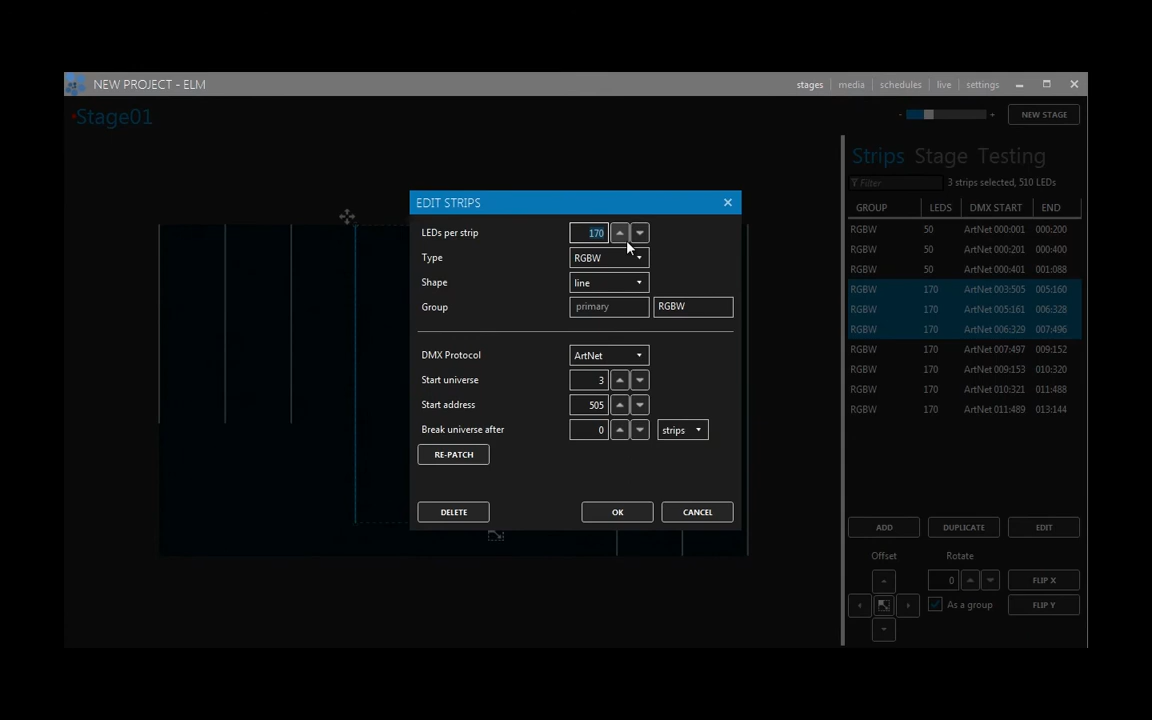 NEW PROJECT - ELM
stages media schedules live settings
*Stage01
- +
NEW STAGE
Strips Stage Testing
Filter
3 strips selected, 510 LEDs
GROUP LEDS DMX START END
RGBW 50 ArtNet 000:001 000:200
RGBW 50 ArtNet 000:201 000:400
RGBW 50 ArtNet 000:401 001:088
RGBW 170 ArtNet 003:505 005:160
RGBW 170 ArtNet 005:161 006:328
RGBW 170 ArtNet 006:329 007:496
RGBW 170 ArtNet 007:497 009:152
RGBW 170 ArtNet 009:153 010:320
RGBW 170 ArtNet 010:321 011:488
RGBW 170 ArtNet 011:489 013:144
ADD DUPLICATE EDIT
Offset Rotate
0 FLIP X
As a group FLIP Y
EDIT STRIPS
LEDs per strip 170
Type RGBW
Shape line
Group primary RGBW
DMX Protocol ArtNet
Start universe 3
Start address 505
Break universe after 0 strips
RE-PATCH
DELETE OK CANCEL